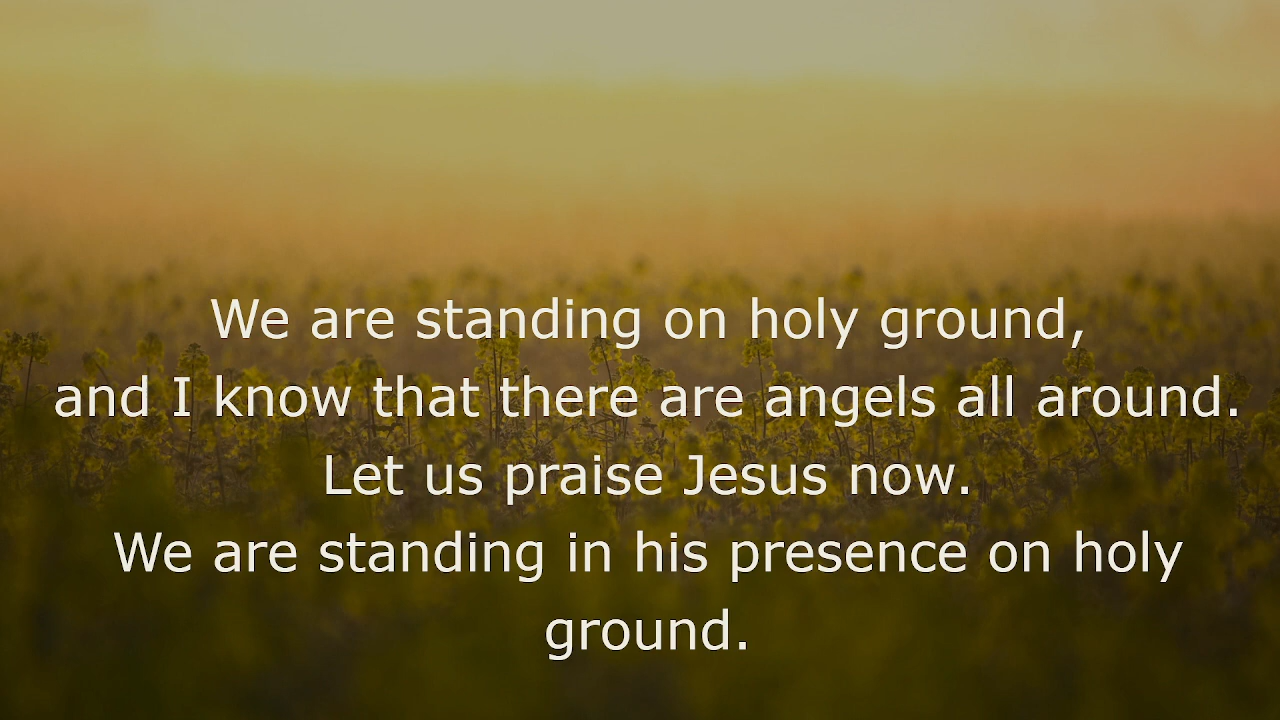 We are standing on holy ground,
and I know that there are angels all around.
Let us praise Jesus now.
We are standing in his presence on holy
ground.